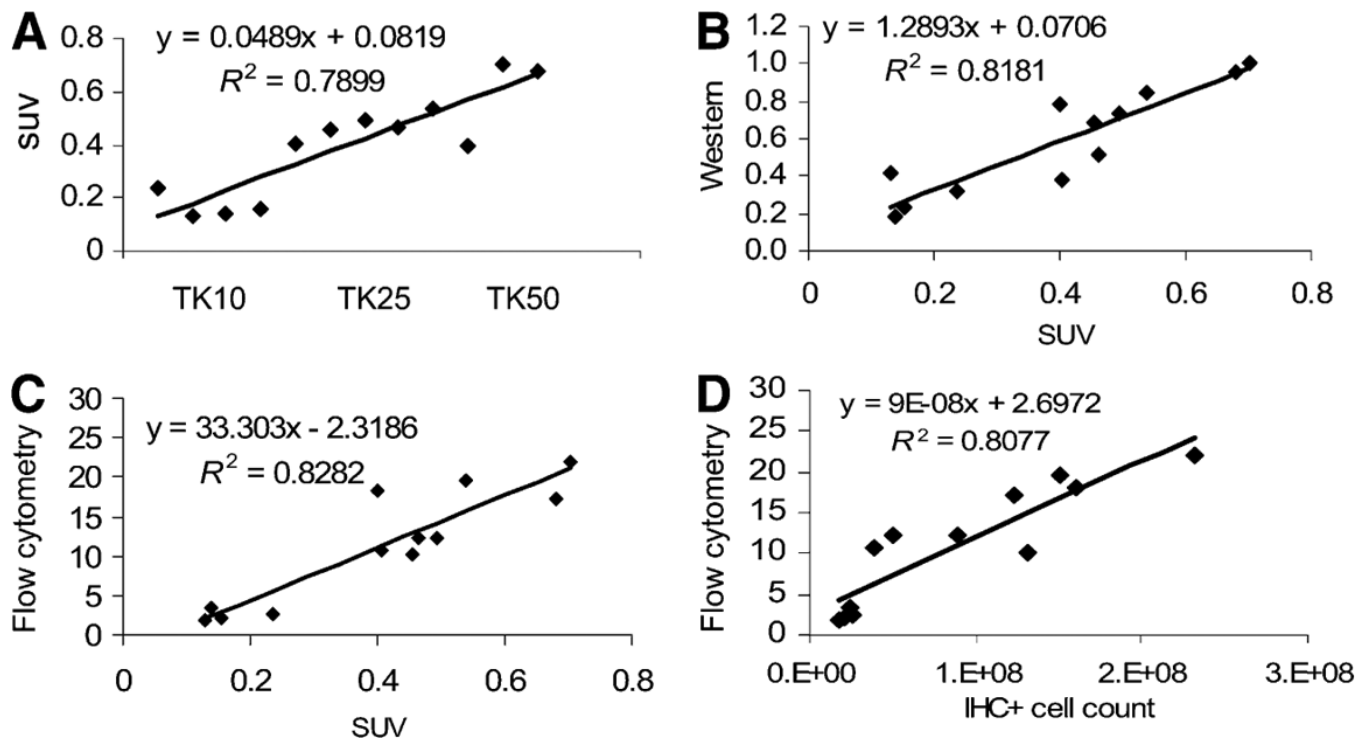 A
y = 0.0489x + 0.0819
R² = 0.7899
SUV
0.8
0.6
0.4
0.2
0
TK10 TK25 TK50
B
y = 1.2893x + 0.0706
R² = 0.8181
Western
1.2
1.0
0.8
0.6
0.4
0.2
0.0
0 0.2 0.4 0.6 0.8
SUV
C
y = 33.303x - 2.3186
R² = 0.8282
Flow cytometry
30
25
20
15
10
5
0
0 0.2 0.4 0.6 0.8
SUV
D
y = 9E-08x + 2.6972
R² = 0.8077
Flow cytometry
30
25
20
15
10
5
0
0.E+00 1.E+08 2.E+08 3.E+08
IHC+ cell count